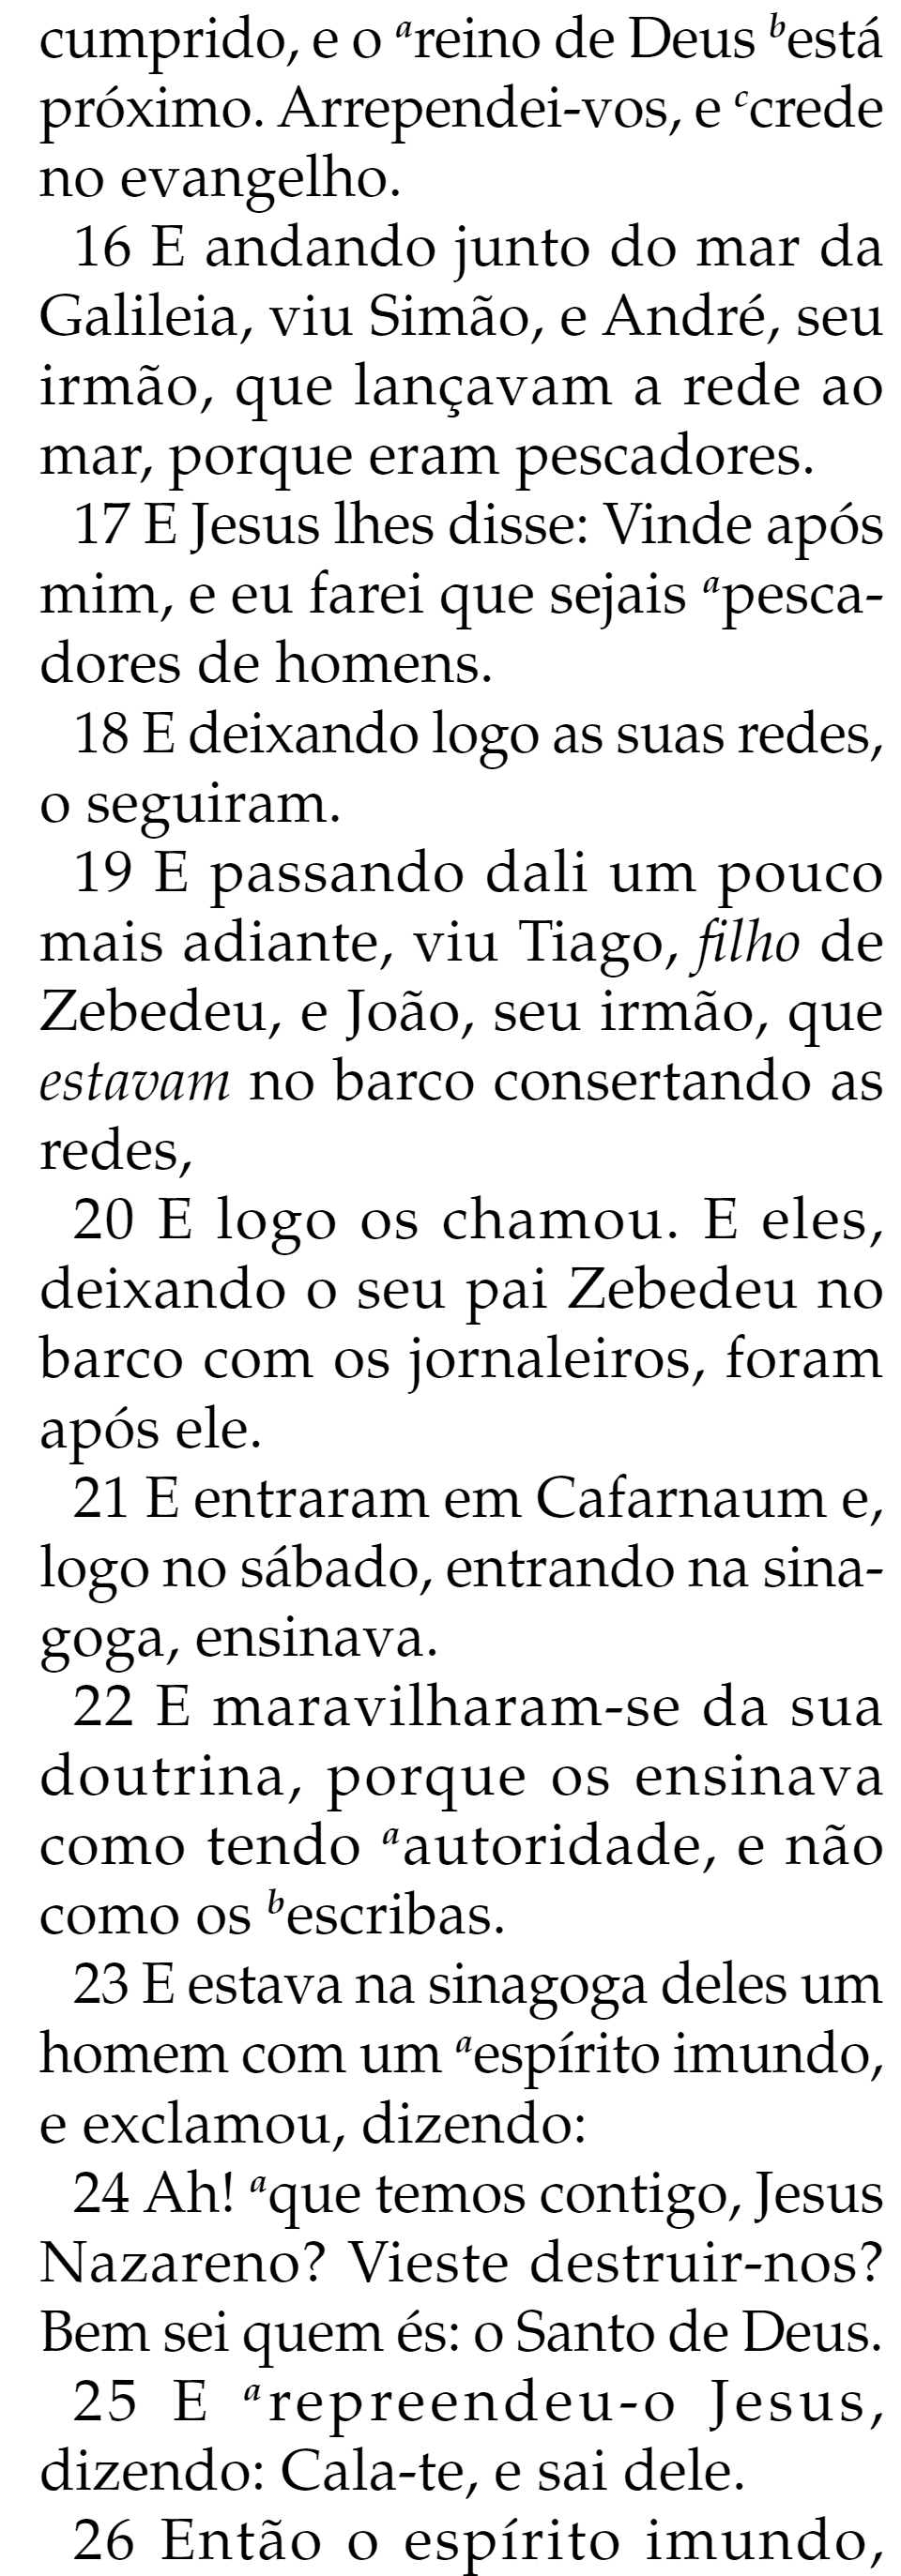 cumprido, e o ᵃreino de Deus ᵇestá
próximo. Arrependei-vos, e ᶜcrede
no evangelho.
16 E andando junto do mar da
Galileia, viu Simão, e André, seu
irmão, que lançavam a rede ao
mar, porque eram pescadores.
17 E Jesus lhes disse: Vinde após
mim, e eu farei que sejais ᵃpesca-
dores de homens.
18 E deixando logo as suas redes,
o seguiram.
19 E passando dali um pouco
mais adiante, viu Tiago, filho de
Zebedeu, e João, seu irmão, que
estavam no barco consertando as
redes,
20 E logo os chamou. E eles,
deixando o seu pai Zebedeu no
barco com os jornaleiros, foram
após ele.
21 E entraram em Cafarnaum e,
logo no sábado, entrando na sina-
goga, ensinava.
22 E maravilharam-se da sua
doutrina, porque os ensinava
como tendo ᵃautoridade, e não
como os ᵇescribas.
23 E estava na sinagoga deles um
homem com um ᵃespírito imundo,
e exclamou, dizendo:
24 Ah! ᵃque temos contigo, Jesus
Nazareno? Vieste destruir-nos?
Bem sei quem és: o Santo de Deus.
25 E ᵃrepreendeu-o Jesus,
dizendo: Cala-te, e sai dele.
26 Então o espírito imundo,